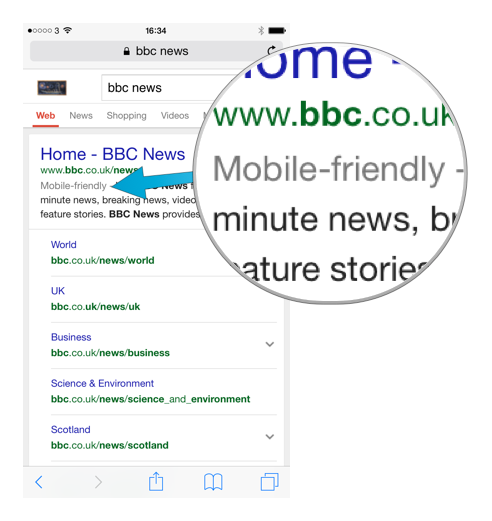 3 16:34
bbc news
bbc news
Web News Shopping Videos
Home - BBC News
www.bbc.co.uk/news
Mobile-friendly - News
minute news, breaking news, video
feature stories. BBC News provides
World
bbc.co.uk/news/world
UK
bbc.co.uk/news/uk
Business
bbc.co.uk/news/business
Science & Environment
bbc.co.uk/news/science_and_environment
Scotland
bbc.co.uk/news/scotland
Home -
www.bbc.co.uk
Mobile-friendly -
minute news, br
feature stories